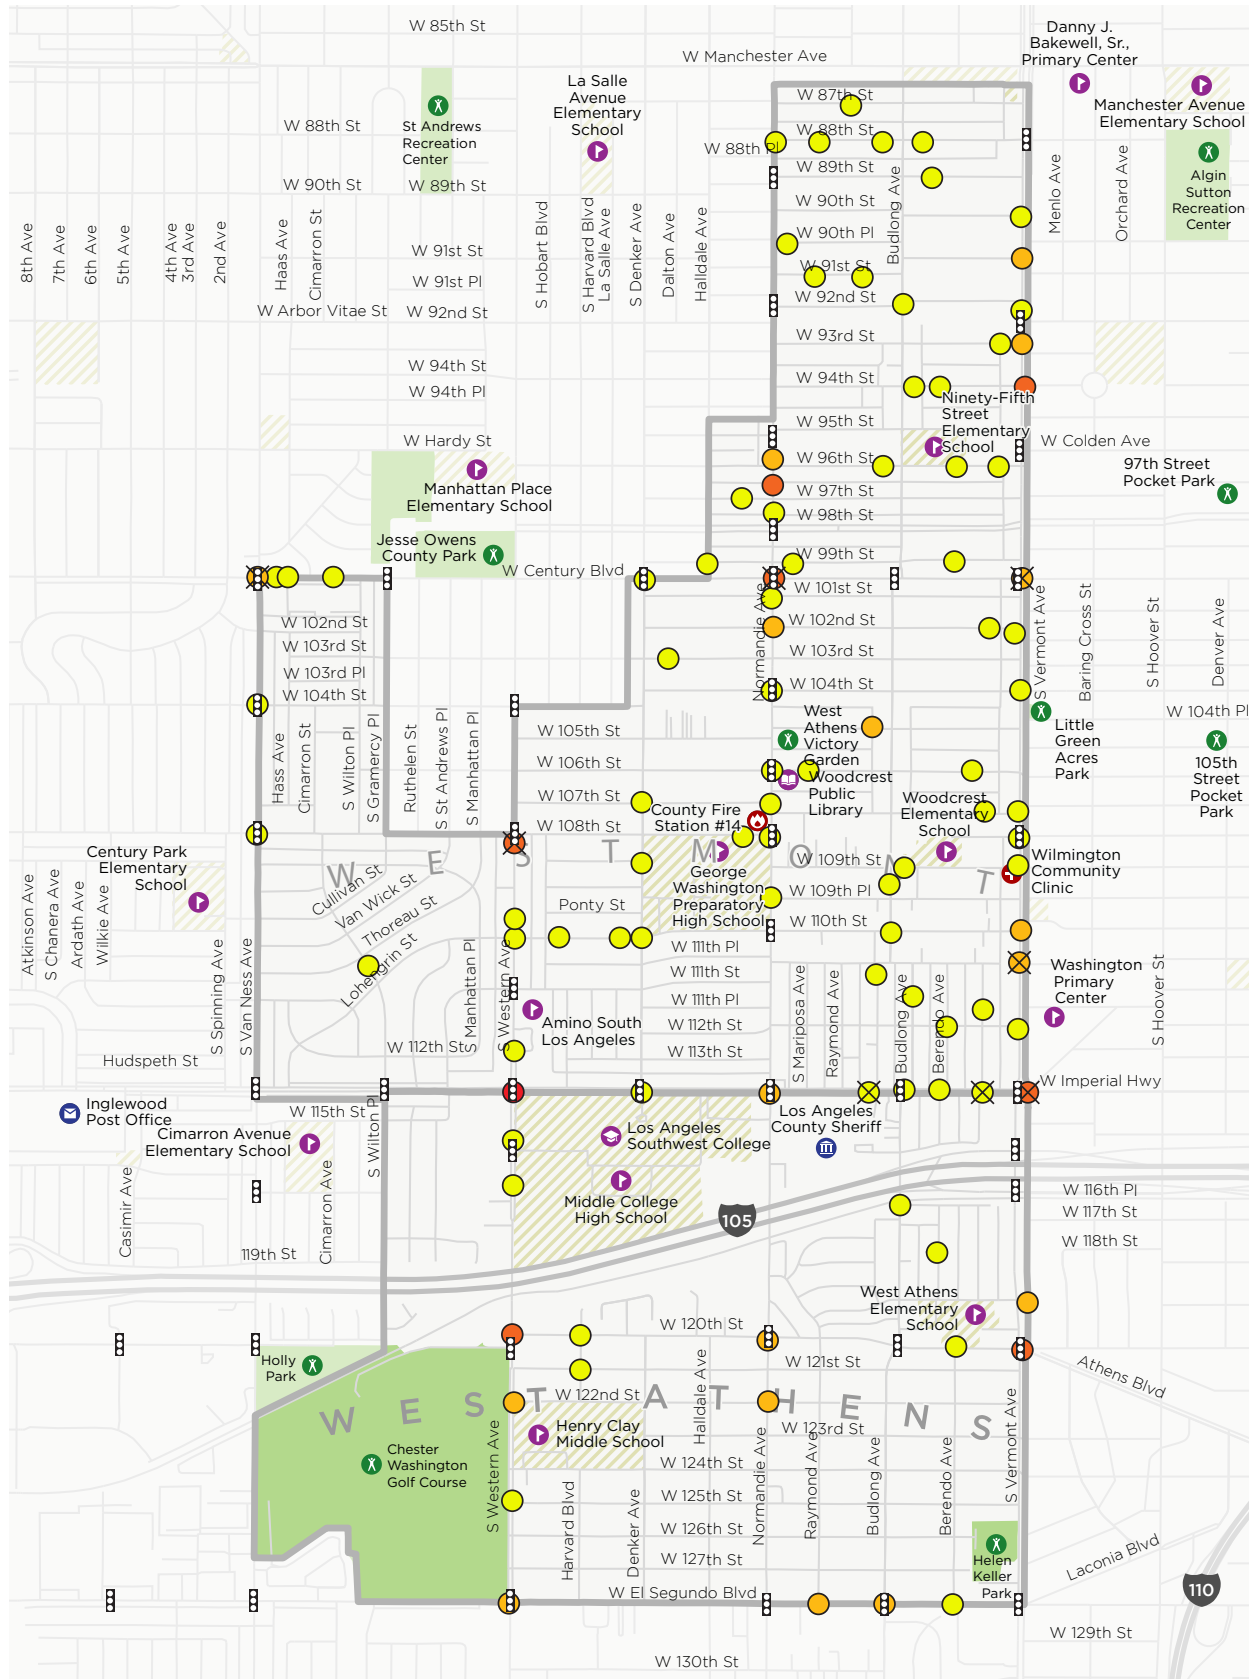 W 85th St
W Manchester Ave
Danny J.
Bakewell, Sr.,
Primary Center
La Salle
Avenue
Elementary
School
W 87th St
Manchester Avenue
Elementary School
St Andrews
Recreation
Center
W 88th St
W 88th St
W 88th Pl
W 89th St
W 90th St
W 89th St
W 90th St
Algin
Sutton
Recreation
Center
Menlo Ave
Orchard Ave
Budlong Ave
8th Ave
7th Ave
6th Ave
5th Ave
4th Ave
3rd Ave
2nd Ave
Haas Ave
Cimarron St
S Hobart Blvd
S Harvard Blvd
La Salle Ave
S Denker Ave
Dalton Ave
Halldale Ave
W 90th Pl
W 91st St
W 91st St
W 91st Pl
W 92nd St
W Arbor Vitae St
W 92nd St
W 93rd St
W 94th St
W 94th St
W 94th Pl
Ninety-Fifth
Street
Elementary
School
W 95th St
W Hardy St
W Colden Ave
W 96th St
97th Street
Pocket Park
Manhattan Place
Elementary School
W 97th St
W 98th St
Jesse Owens
County Park
W 99th St
W Century Blvd
W 101st St
W 102nd St
W 102nd St
W 103rd St
W 103rd St
W 103rd Pl
W 104th St
W 104th St
Normandie Ave
S Vermont Ave
Baring Cross St
S Hoover St
Denver Ave
W 104th Pl
West
Athens
Victory
Garden
Little
Green
Acres
Park
105th
Street
Pocket
Park
W 105th St
W 106th St
Woodcrest
Public
Library
Hass Ave
Cimarron St
S Wilton Pl
S Gramercy Pl
Ruthelen St
S St Andrews Pl
S Manhattan Pl
W 107th St
W 108th St
County Fire
Station #14
Woodcrest
Elementary
School
WESTMONT
Century Park
Elementary
School
Wilmington
Community
Clinic
W 109th St
George
Washington
Preparatory
High School
W 109th Pl
Cullivan St
Van Wick St
Thoreau St
Lohengrin St
Ponty St
W 110th St
W 111th Pl
W 111th St
W 111th Pl
W 112th St
W 113th St
Atkinson Ave
S Chanera Ave
Ardath Ave
Wilkie Ave
S Spinning Ave
S Van Ness Ave
S Manhattan Pl
S Western Ave
Amino South
Los Angeles
S Mariposa Ave
Raymond Ave
Budlong Ave
Berendo Ave
Washington
Primary
Center
S Hoover St
W 112th St
Hudspeth St
W Imperial Hwy
Inglewood
Post Office
W 115th St
Cimarron Avenue
Elementary School
S Wilton Pl
Los Angeles
Southwest College
Los Angeles
County Sheriff
Middle College
High School
Casimir Ave
Cimarron Ave
119th St
105
W 116th Pl
W 117th St
W 118th St
West Athens
Elementary
School
W 120th St
Holly
Park
W 121st St
Athens Blvd
W 122nd St
WEST ATHENS
Halldale Ave
Henry Clay
Middle School
W 123rd St
Chester
Washington
Golf Course
W 124th St
W 125th St
W 126th St
W 127th St
S Western Ave
Harvard Blvd
Denker Ave
Normandie Ave
Raymond Ave
Budlong Ave
Berendo Ave
S Vermont Ave
Helen
Keller
Park
Laconia Blvd
110
W El Segundo Blvd
W 129th St
W 130th St